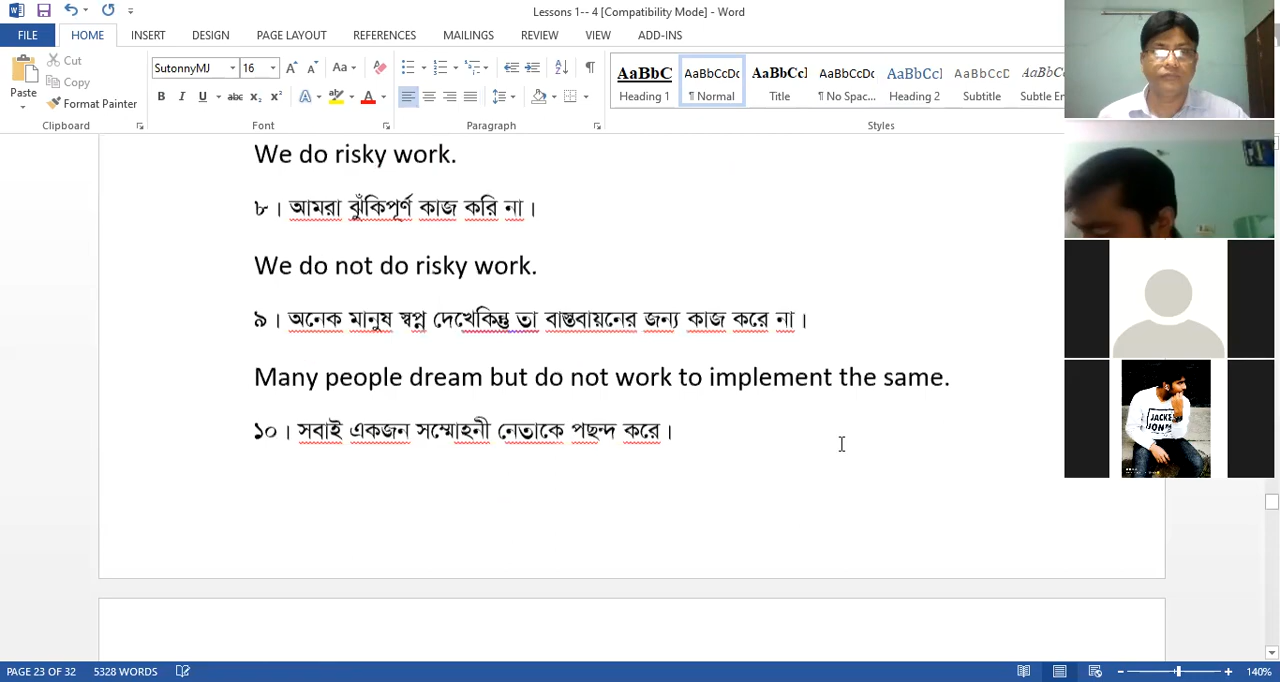 Lessons 1-- 4 [Compatibility Mode] - Word
FILE HOME INSERT DESIGN PAGE LAYOUT REFERENCES MAILINGS REVIEW VIEW ADD-INS
Cut
Copy
Format Painter
Paste
SutonnyMJ 16
AaBbC AaBbCcDc AaBbCcl AaBbCcDc AaBbCcl AaBbCcD AaBbCcD
Heading 1 ¶ Normal Title ¶ No Spac... Heading 2 Subtitle Subtle En
Clipboard Font Paragraph Styles
We do risky work.
৮। আমরা ঝুঁকিপূর্ণ কাজ করি না।
We do not do risky work.
৯। অনেক মানুষ স্বপ্ন দেখেকিন্তু তা বাস্তবায়নের জন্য কাজ করে না।
Many people dream but do not work to implement the same.
১০। সবাই একজন সম্মোহনী নেতাকে পছন্দ করে।
PAGE 23 OF 32 5328 WORDS 140%